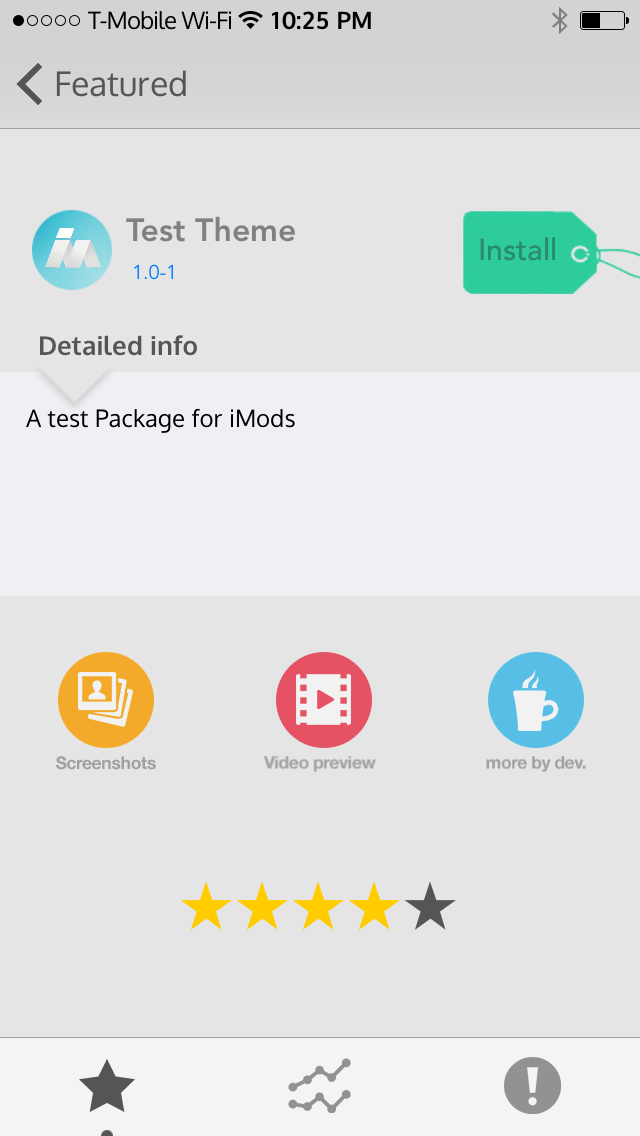 T-Mobile Wi-Fi 10:25 PM
Featured
Test Theme
1.0-1
Install
Detailed info
A test Package for iMods
Screenshots
Video preview
more by dev.